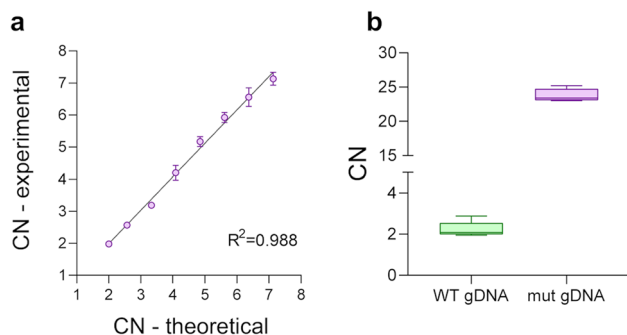 a
8
7
6
5
4
3
2
1
CN - experimental
1 2 3 4 5 6 7 8
CN - theoretical
R²=0.988
b
30
25
20
15
4
2
0
CN
WT gDNA mut gDNA